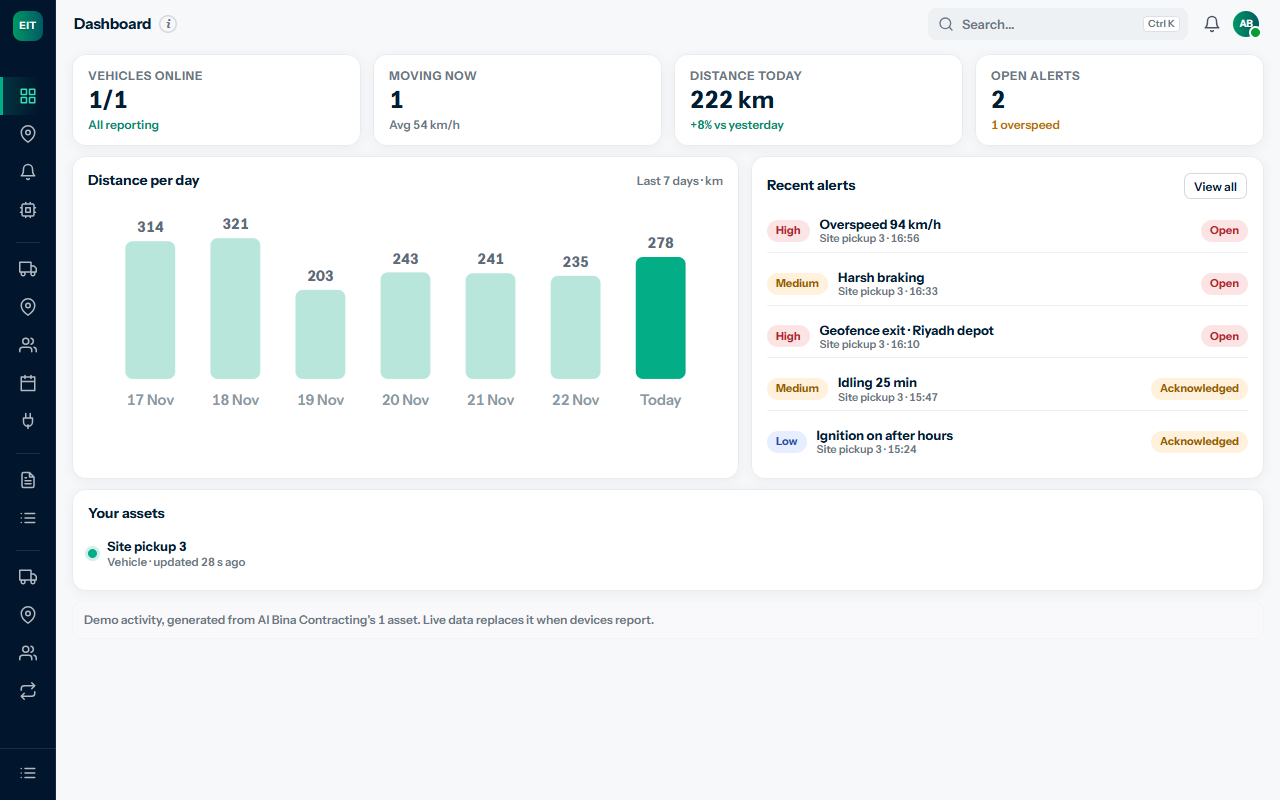 EIT
Dashboard
i
Search...
Ctrl K
AB
VEHICLES ONLINE
1/1
All reporting
MOVING NOW
1
Avg 54 km/h
DISTANCE TODAY
222 km
+8% vs yesterday
OPEN ALERTS
2
1 overspeed
Distance per day
Last 7 days · km
314
321
203
243
241
235
278
17 Nov
18 Nov
19 Nov
20 Nov
21 Nov
22 Nov
Today
Recent alerts
View all
High
Overspeed 94 km/h
Site pickup 3 · 16:56
Open
Medium
Harsh braking
Site pickup 3 · 16:33
Open
High
Geofence exit · Riyadh depot
Site pickup 3 · 16:10
Open
Medium
Idling 25 min
Site pickup 3 · 15:47
Acknowledged
Low
Ignition on after hours
Site pickup 3 · 15:24
Acknowledged
Your assets
Site pickup 3
Vehicle · updated 28 s ago
Demo activity, generated from Al Bina Contracting's 1 asset. Live data replaces it when devices report.